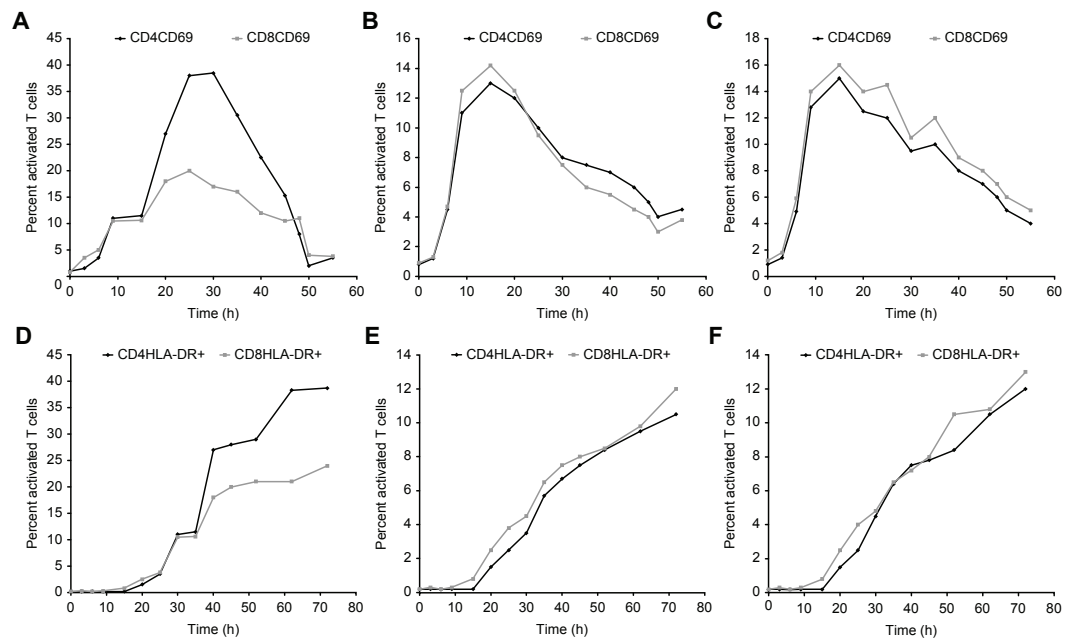 A
CD4CD69 CD8CD69
Percent activated T cells
45
40
35
30
25
20
15
10
5
0
0 10 20 30 40 50 60
Time (h)
B
CD4CD69 CD8CD69
Percent activated T cells
16
14
12
10
8
6
4
2
0
0 10 20 30 40 50 60
Time (h)
C
CD4CD69 CD8CD69
Percent activated T cells
18
16
14
12
10
8
6
4
2
0
0 10 20 30 40 50 60
Time (h)
D
CD4HLA-DR+ CD8HLA-DR+
Percent activated T cells
45
40
35
30
25
20
15
10
5
0
0 10 20 30 40 50 60 70 80
Time (h)
E
CD4HLA-DR+ CD8HLA-DR+
Percent activated T cells
14
12
10
8
6
4
2
0
0 10 20 30 40 50 60 70 80
Time (h)
F
CD4HLA-DR+ CD8HLA-DR+
Percent activated T cells
14
12
10
8
6
4
2
0
0 10 20 30 40 50 60 70 80
Time (h)